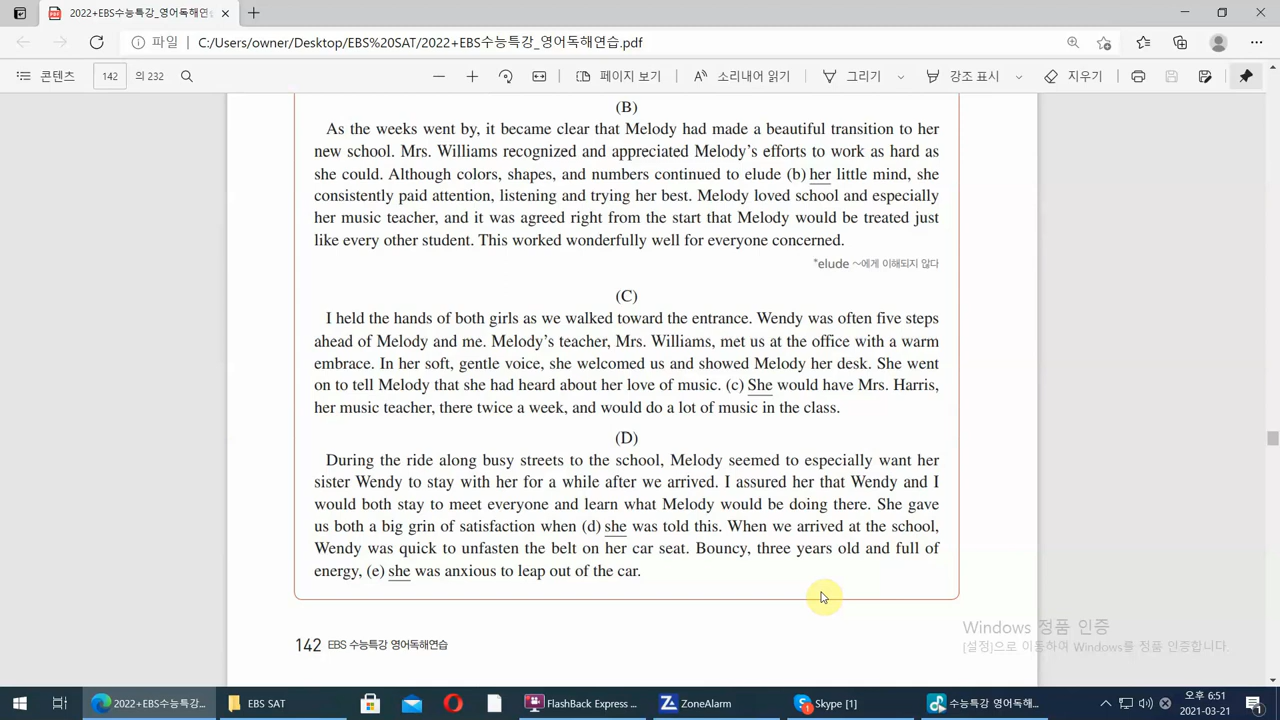 2022+EBS수능특강_영어독해연습
파일 C:/Users/owner/Desktop/EBS%20SAT/2022+EBS수능특강_영어독해연습.pdf
콘텐츠 142 의 232 페이지 보기 소리내어 읽기 그리기 강조 표시 지우기
(B)
As the weeks went by, it became clear that Melody had made a beautiful transition to her
new school. Mrs. Williams recognized and appreciated Melody's efforts to work as hard as
she could. Although colors, shapes, and numbers continued to elude (b) her little mind, she
consistently paid attention, listening and trying her best. Melody loved school and especially
her music teacher, and it was agreed right from the start that Melody would be treated just
like every other student. This worked wonderfully well for everyone concerned.
*elude ~에게 이해되지 않다
(C)
I held the hands of both girls as we walked toward the entrance. Wendy was often five steps
ahead of Melody and me. Melody's teacher, Mrs. Williams, met us at the office with a warm
embrace. In her soft, gentle voice, she welcomed us and showed Melody her desk. She went
on to tell Melody that she had heard about her love of music. (c) She would have Mrs. Harris,
her music teacher, there twice a week, and would do a lot of music in the class.
(D)
During the ride along busy streets to the school, Melody seemed to especially want her
sister Wendy to stay with her for a while after we arrived. I assured her that Wendy and I
would both stay to meet everyone and learn what Melody would be doing there. She gave
us both a big grin of satisfaction when (d) she was told this. When we arrived at the school,
Wendy was quick to unfasten the belt on her car seat. Bouncy, three years old and full of
energy, (e) she was anxious to leap out of the car.
142 EBS 수능특강 영어독해연습
Windows 정품 인증
[설정]으로 이동하여 Windows를 정품 인증합니다.
2022+EBS수능특강... EBS SAT FlashBack Express ... ZoneAlarm Skype [1] 수능특강 영어독해... 오후 6:51
2021-03-21